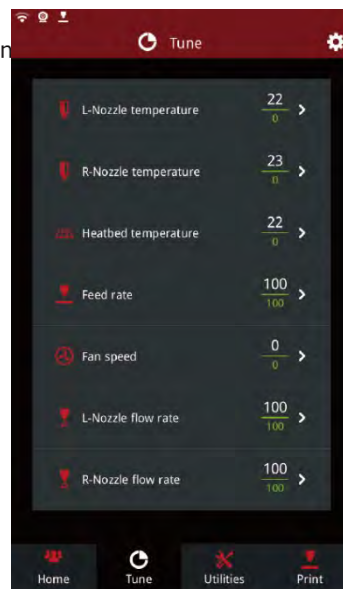 n
Tune
L-Nozzle temperature 22 0
R-Nozzle temperature 23 0
Heatbed temperature 22 0
Feed rate 100 100
Fan speed 0 0
L-Nozzle flow rate 100 100
R-Nozzle flow rate 100 100
Home Tune Utilities Print